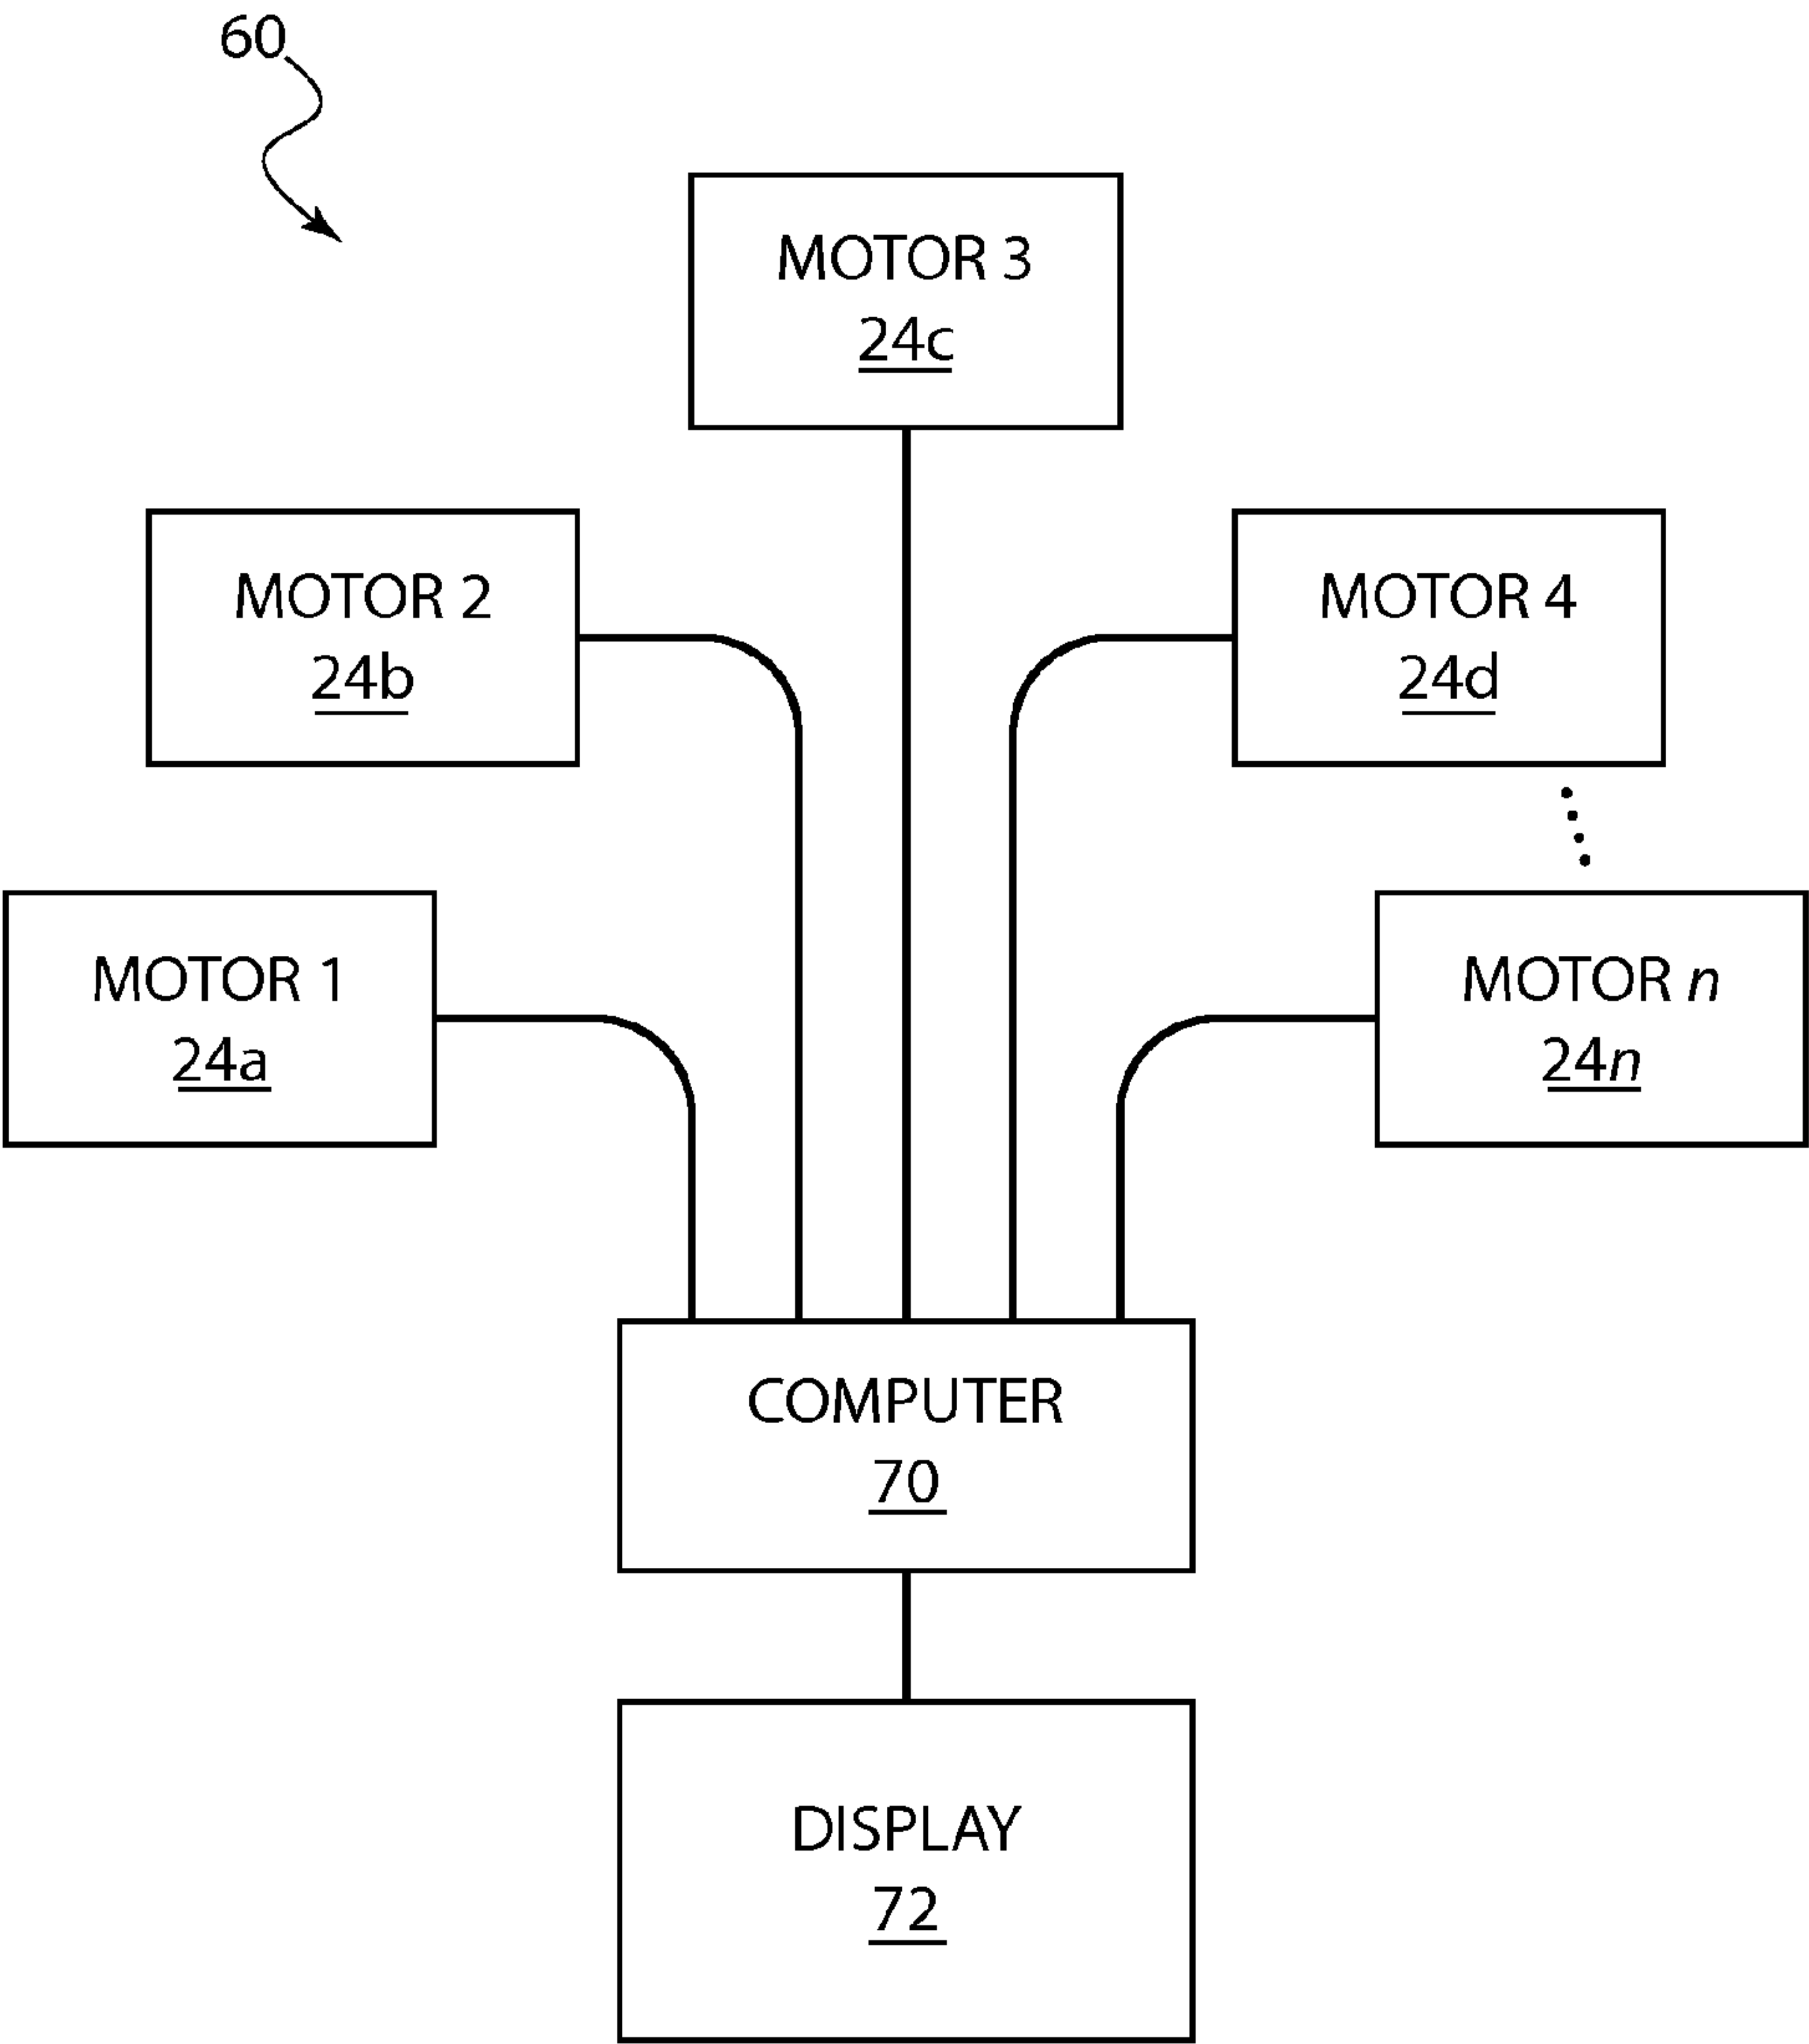 60
MOTOR 3
24c
MOTOR 2
24b
MOTOR 4
24d
MOTOR 1
24a
MOTOR n
24n
COMPUTER
70
DISPLAY
72